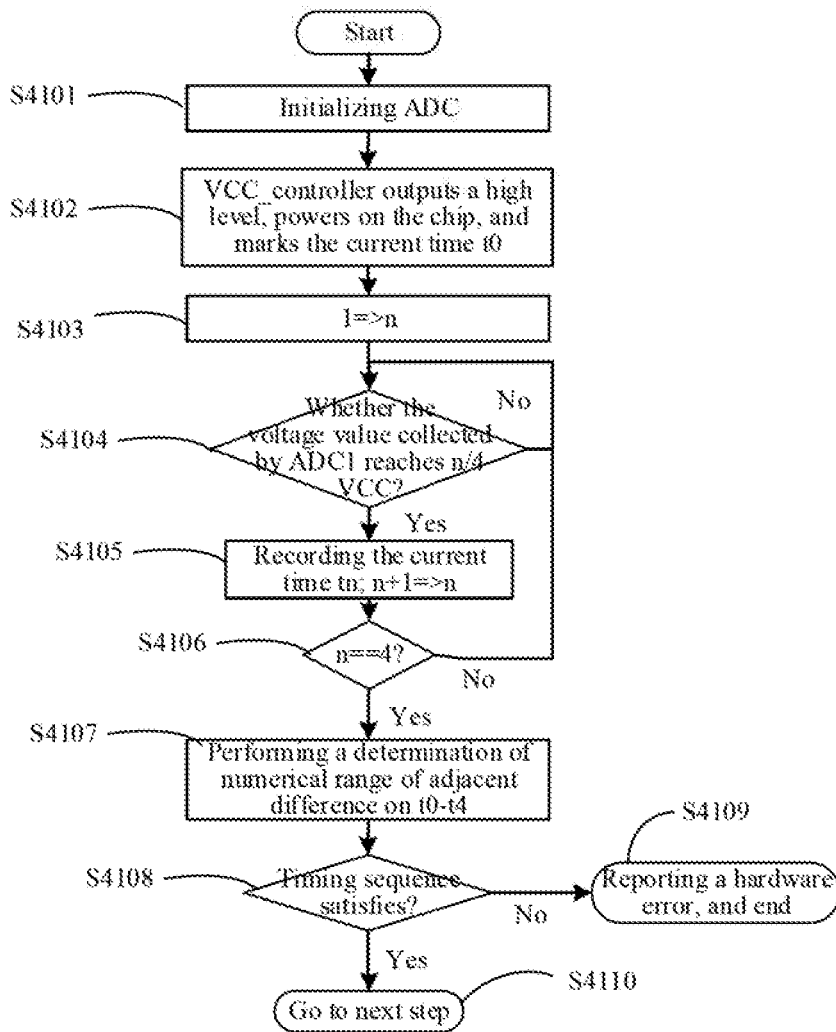 Start
S4101
Initializing ADC
S4102
VCC_controller outputs a high
level, powers on the chip, and
marks the current time t0
S4103
1=>n
S4104
Whether the
voltage value collected
by ADC1 reaches n/4
VCC?
No
Yes
S4105
Recording the current
time tn; n+1=>n
S4106
n==4?
No
Yes
S4107
Performing a determination of
numerical range of adjacent
difference on t0-t4
S4108
Timing sequence
satisfies?
No
S4109
Reporting a hardware
error, and end
Yes
S4110
Go to next step